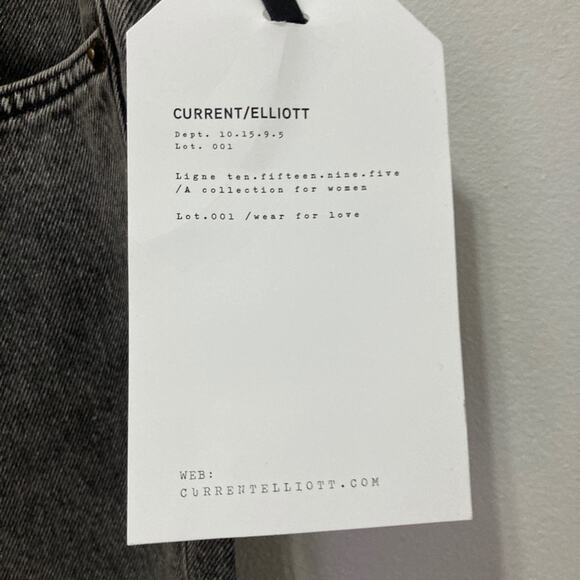 CURRENT/ELLIOTT
Dept. 10.15.9.5
Lot. 001
Ligne ten.fifteen.nine.five
/A collection for women
Lot.001 /wear for love
WEB:
CURRENTELLIOTT.COM